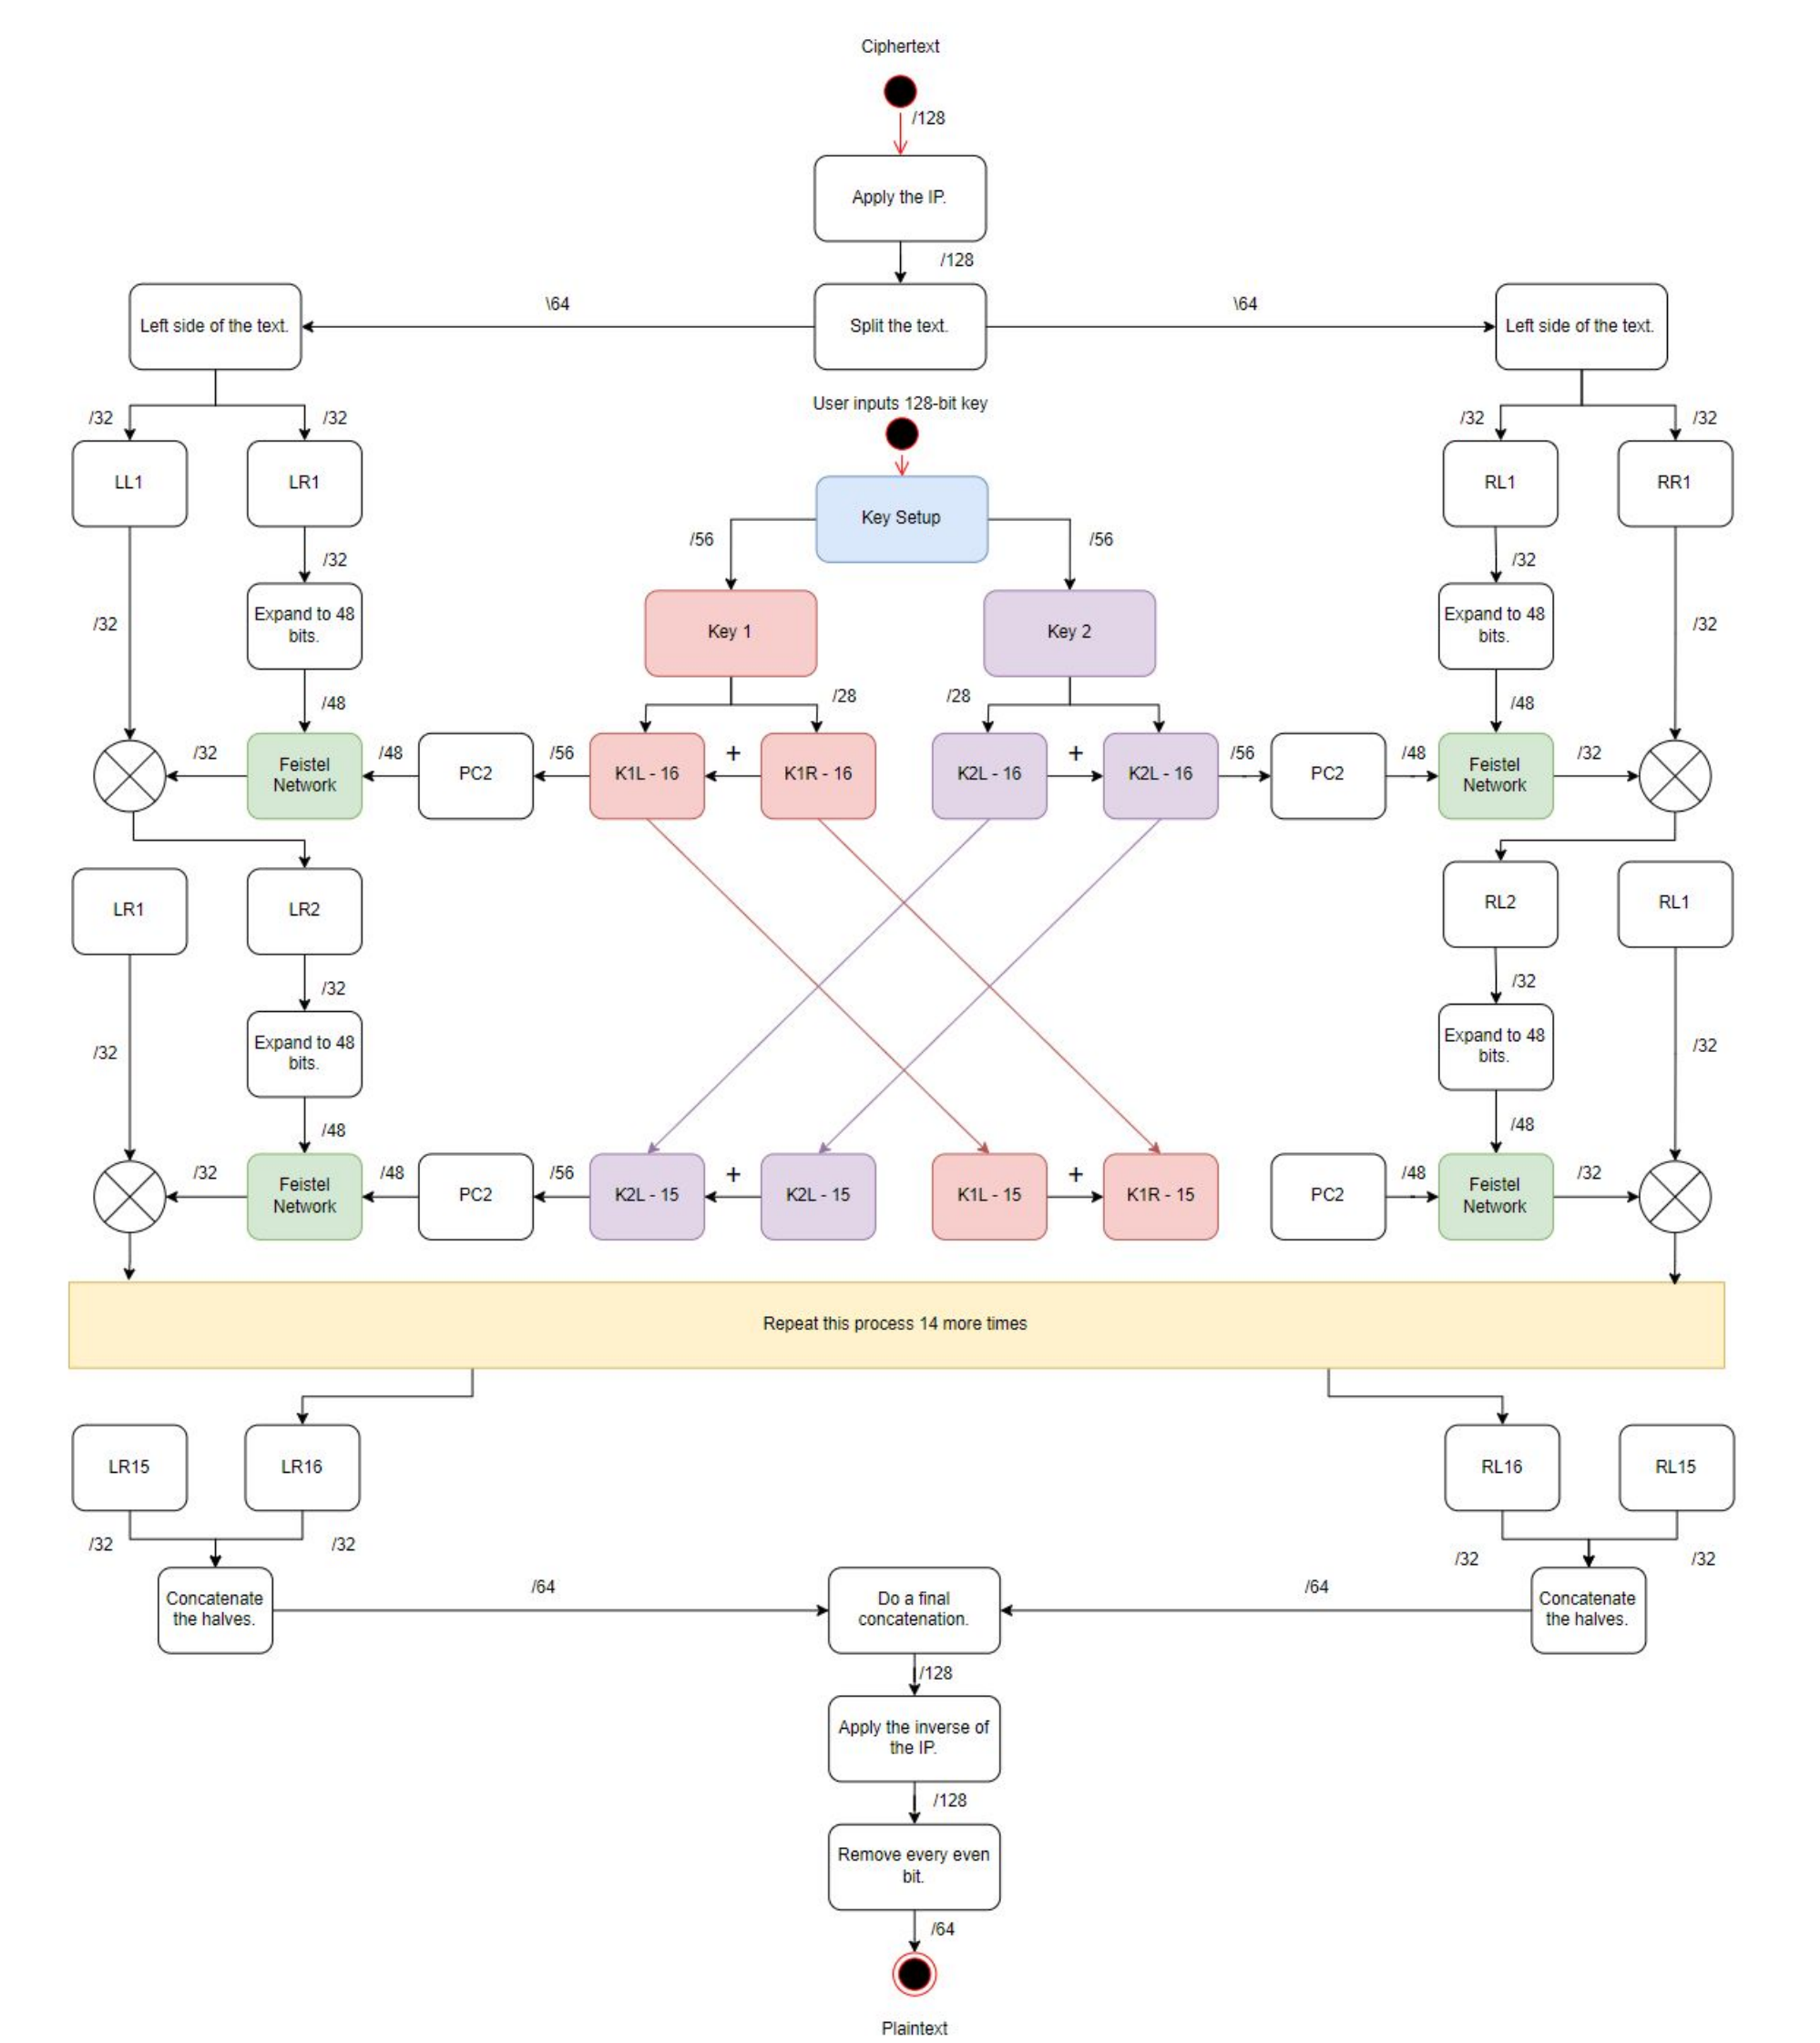 Ciphertext
/128
Apply the IP.
/128
\64
\64
Left side of the text.
Split the text.
Left side of the text.
User inputs 128-bit key
/32
/32
/32
/32
LL1
LR1
RL1
RR1
Key Setup
/56
/56
/32
/32
Expand to 48
bits.
Expand to 48
bits.
/32
/32
Key 1
Key 2
/28
/28
/48
/48
/32
Feistel
Network
/48
PC2
/56
K1L - 16
+
K1R - 16
K2L - 16
+
K2L - 16
/56
PC2
/48
Feistel
Network
/32
LR1
LR2
RL2
RL1
/32
/32
Expand to 48
bits.
Expand to 48
bits.
/32
/32
/48
/48
/32
Feistel
Network
/48
PC2
/56
K2L - 15
+
K2L - 15
K1L - 15
+
K1R - 15
PC2
/48
Feistel
Network
/32
Repeat this process 14 more times
LR15
LR16
RL16
RL15
/32
/32
/32
/32
Concatenate
the halves.
/64
Do a final
concatenation.
/64
Concatenate
the halves.
/128
Apply the inverse of
the IP.
/128
Remove every even
bit.
/64
Plaintext